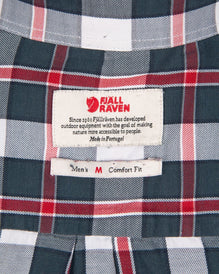 FJÄLL
RÄVEN
Since 1960 Fjällräven has developed
outdoor equipment with the goal of making
nature more accessible to people.
Made in Portugal
Men's M Comfort Fit